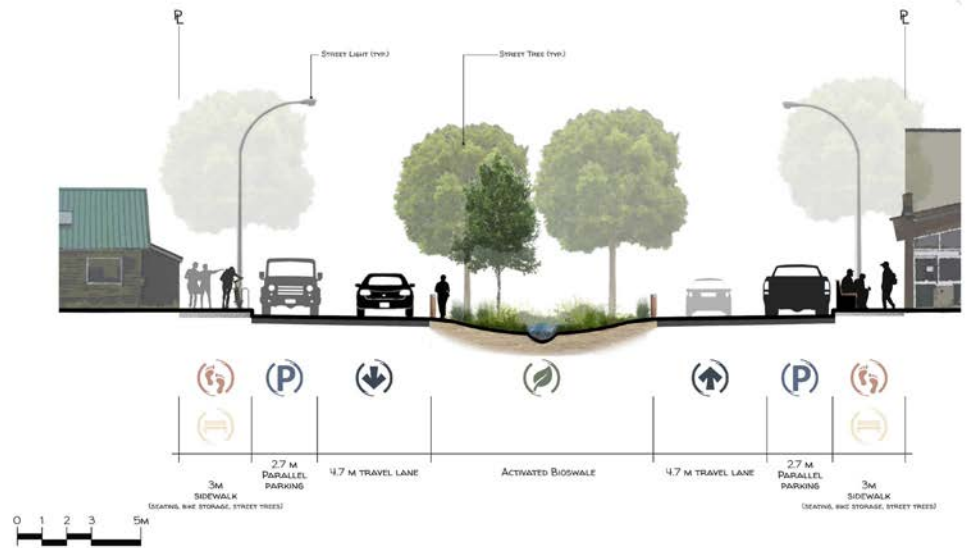 PL
PL
STREET LIGHT (TYP.)
STREET TREE (TYP.)
P
P
3M
SIDEWALK
(SEATING, BIKE STORAGE, STREET TREES)
2.7 M
PARALLEL
PARKING
4.7 M TRAVEL LANE
ACTIVATED BIOSWALE
4.7 M TRAVEL LANE
2.7 M
PARALLEL
PARKING
3M
SIDEWALK
(SEATING, BIKE STORAGE, STREET TREES)
0 1 2 3 5M